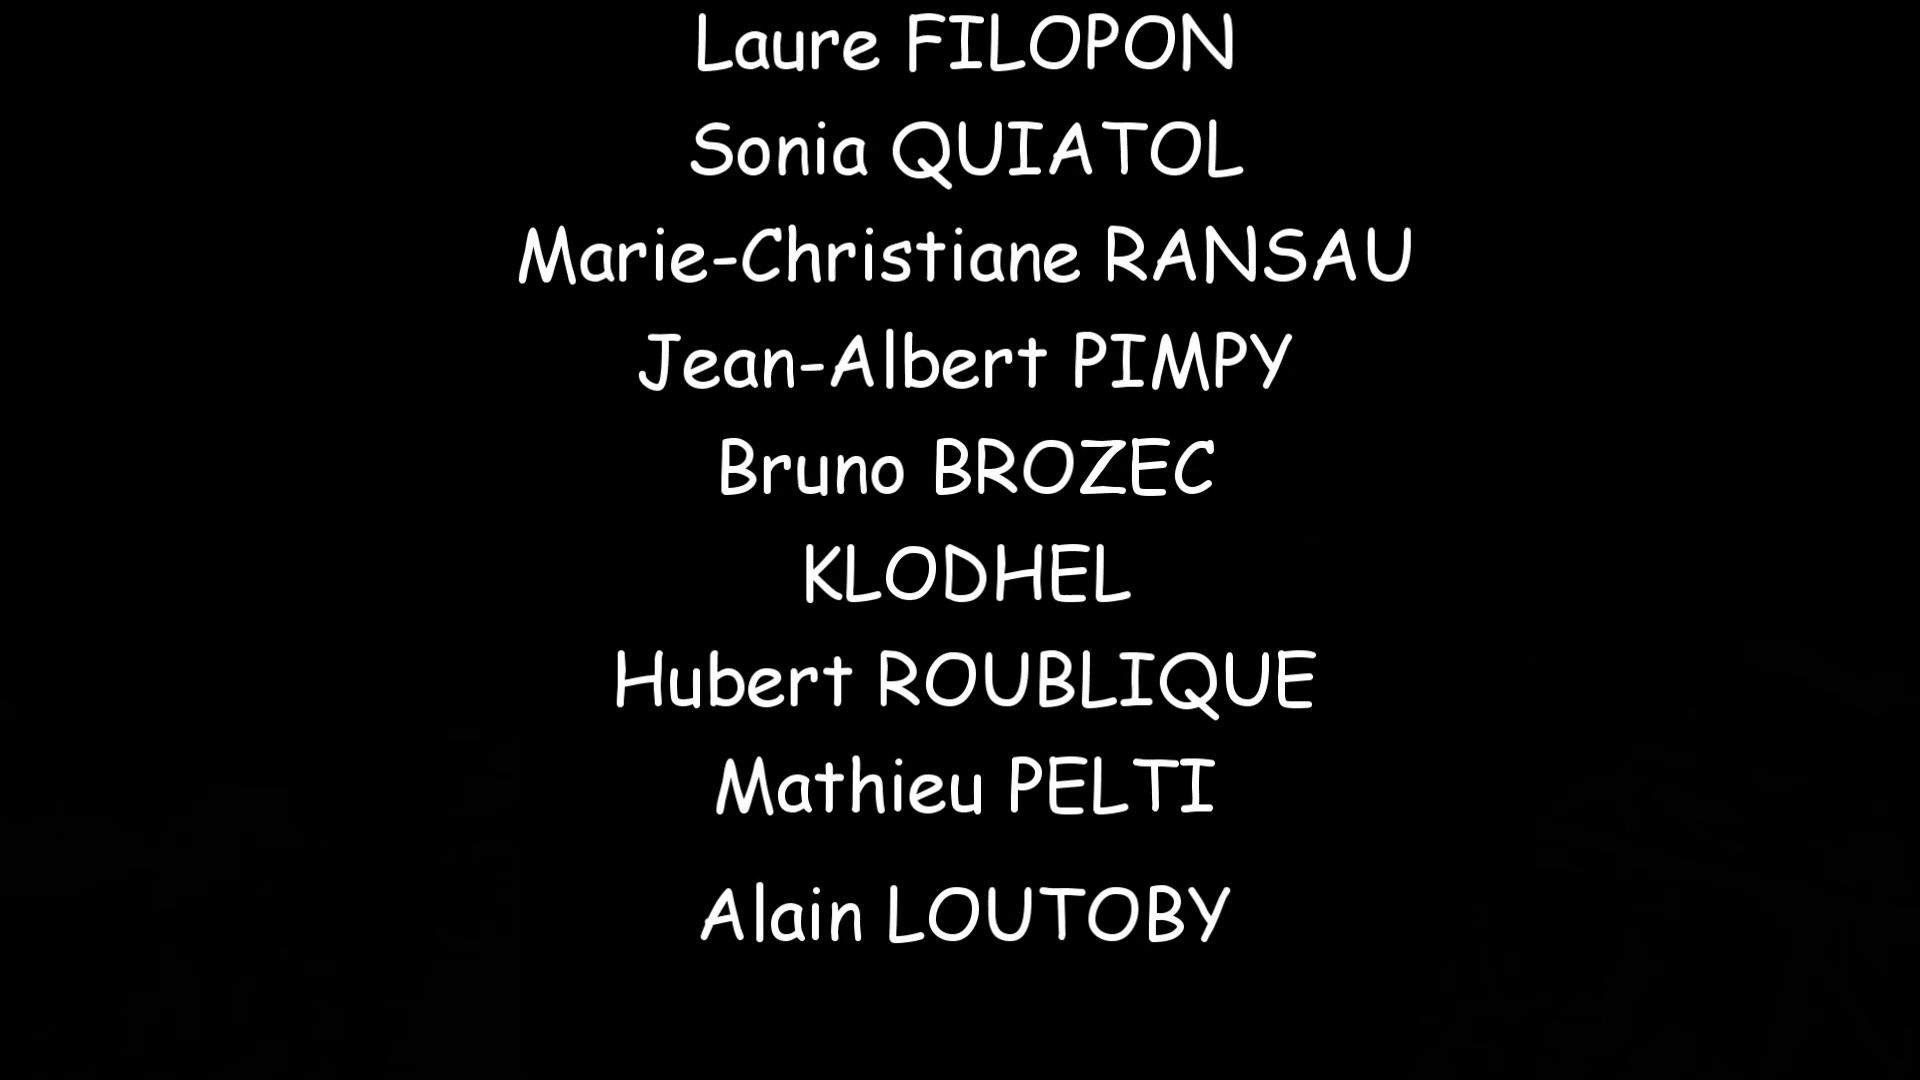 Laure FILOPON
Sonia QUIATOL
Marie-Christiane RANSAU
Jean-Albert PIMPY
Bruno BROZEC
KLODHEL
Hubert ROUBLIQUE
Mathieu PELTI
Alain LOUTOBY